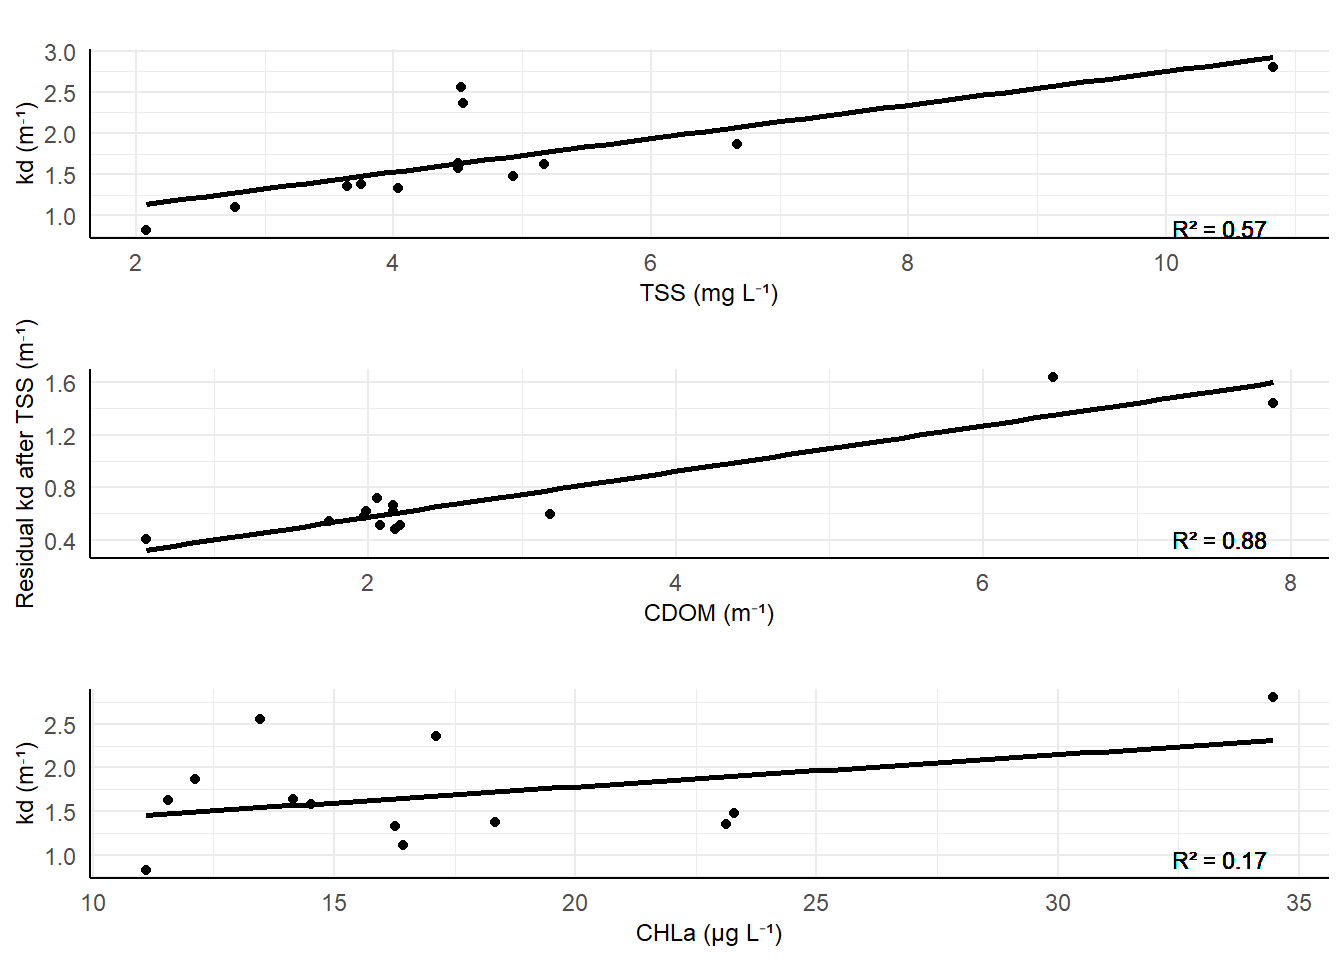 kd (m⁻¹)
3.0
2.5
2.0
1.5
1.0
R² = 0.57
2 4 6 8 10
TSS (mg L⁻¹)
Residual kd after TSS (m⁻¹)
1.6
1.2
0.8
0.4
R² = 0.88
2 4 6 8
CDOM (m⁻¹)
kd (m⁻¹)
2.5
2.0
1.5
1.0
R² = 0.17
10 15 20 25 30 35
CHLa (µg L⁻¹)